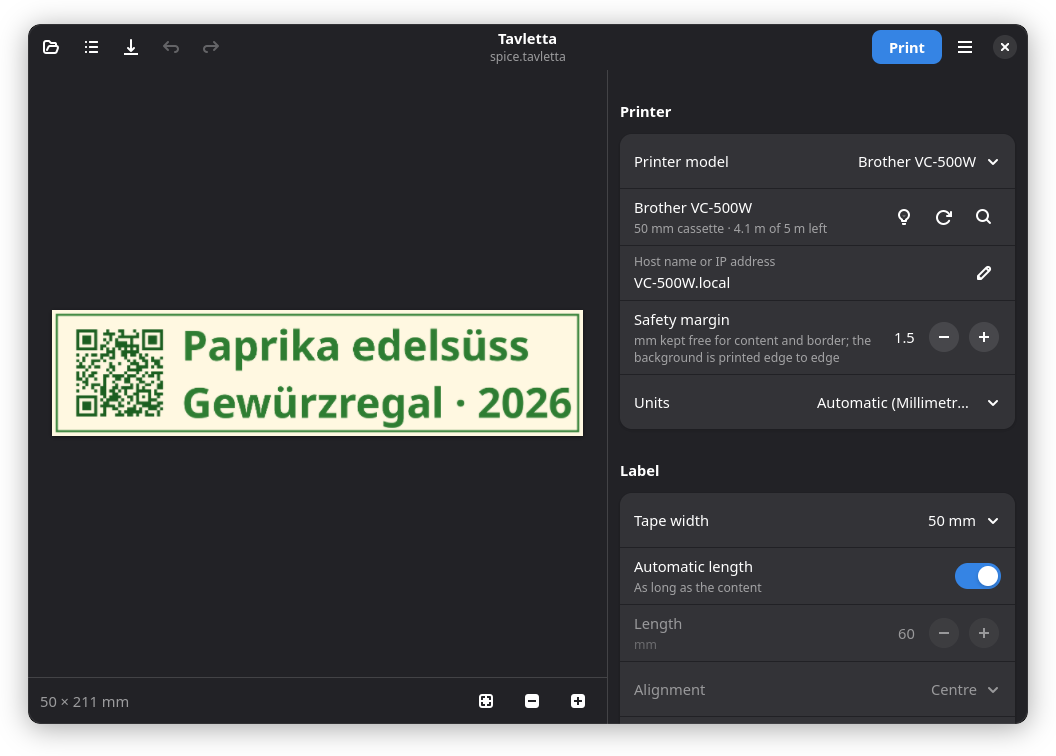 Tavletta
spice.tavletta
Print
Paprika edelsüss
Gewürzregal · 2026
50 × 211 mm
Printer
Printer model
Brother VC-500W
Brother VC-500W
50 mm cassette · 4.1 m of 5 m left
Host name or IP address
VC-500W.local
Safety margin
mm kept free for content and border; the
background is printed edge to edge
1.5
Units
Automatic (Millimetr...
Label
Tape width
50 mm
Automatic length
As long as the content
Length
mm
60
Alignment
Centre